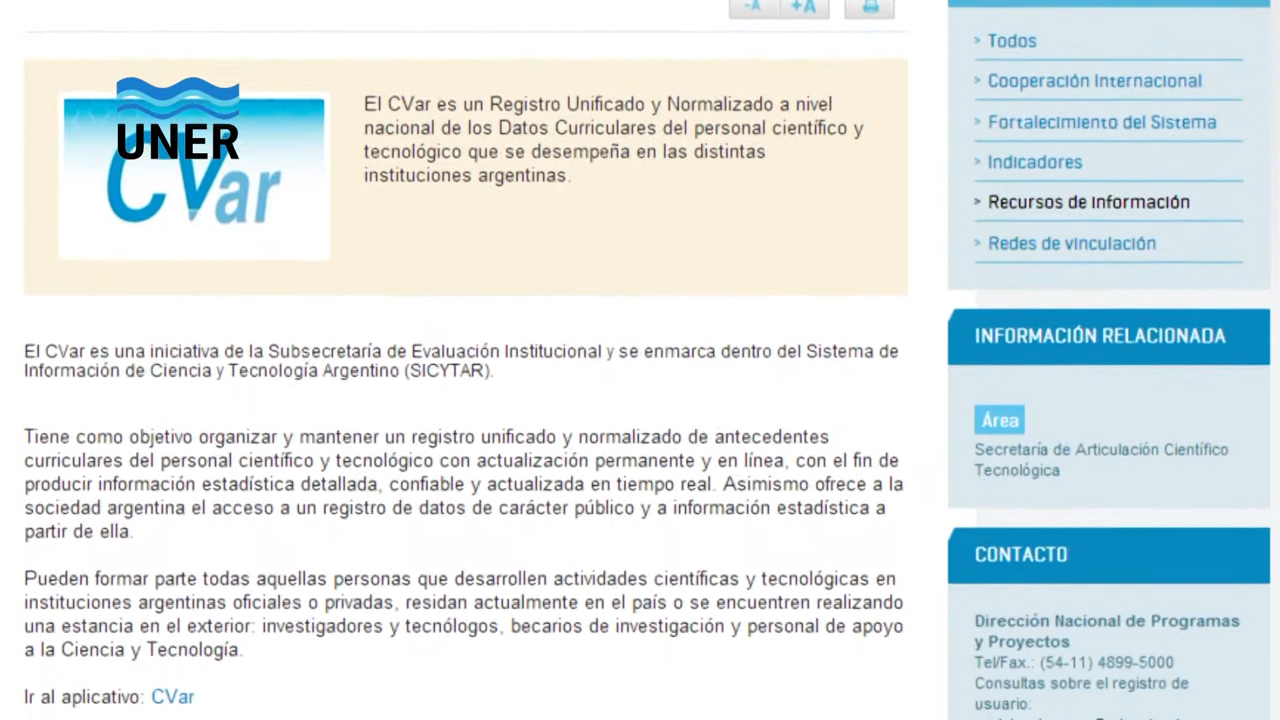 -A +A
UNER
CVar
El CVar es un Registro Unificado y Normalizado a nivel
nacional de los Datos Curriculares del personal científico y
tecnológico que se desempeña en las distintas
instituciones argentinas.
El CVar es una iniciativa de la Subsecretaría de Evaluación Institucional y se enmarca dentro del Sistema de
Información de Ciencia y Tecnología Argentino (SICYTAR).
Tiene como objetivo organizar y mantener un registro unificado y normalizado de antecedentes
curriculares del personal científico y tecnológico con actualización permanente y en línea, con el fin de
producir información estadística detallada, confiable y actualizada en tiempo real. Asimismo ofrece a la
sociedad argentina el acceso a un registro de datos de carácter público y a información estadística a
partir de ella.
Pueden formar parte todas aquellas personas que desarrollen actividades científicas y tecnológicas en
instituciones argentinas oficiales o privadas, residan actualmente en el país o se encuentren realizando
una estancia en el exterior: investigadores y tecnólogos, becarios de investigación y personal de apoyo
a la Ciencia y Tecnología.
Ir al aplicativo: CVar
> Todos
> Cooperación Internacional
> Fortalecimiento del Sistema
> Indicadores
> Recursos de Información
> Redes de vinculación
INFORMACIÓN RELACIONADA
Área
Secretaría de Articulación Científico
Tecnológica
CONTACTO
Dirección Nacional de Programas
y Proyectos
Tel/Fax.: (54-11) 4899-5000
Consultas sobre el registro de
usuario: